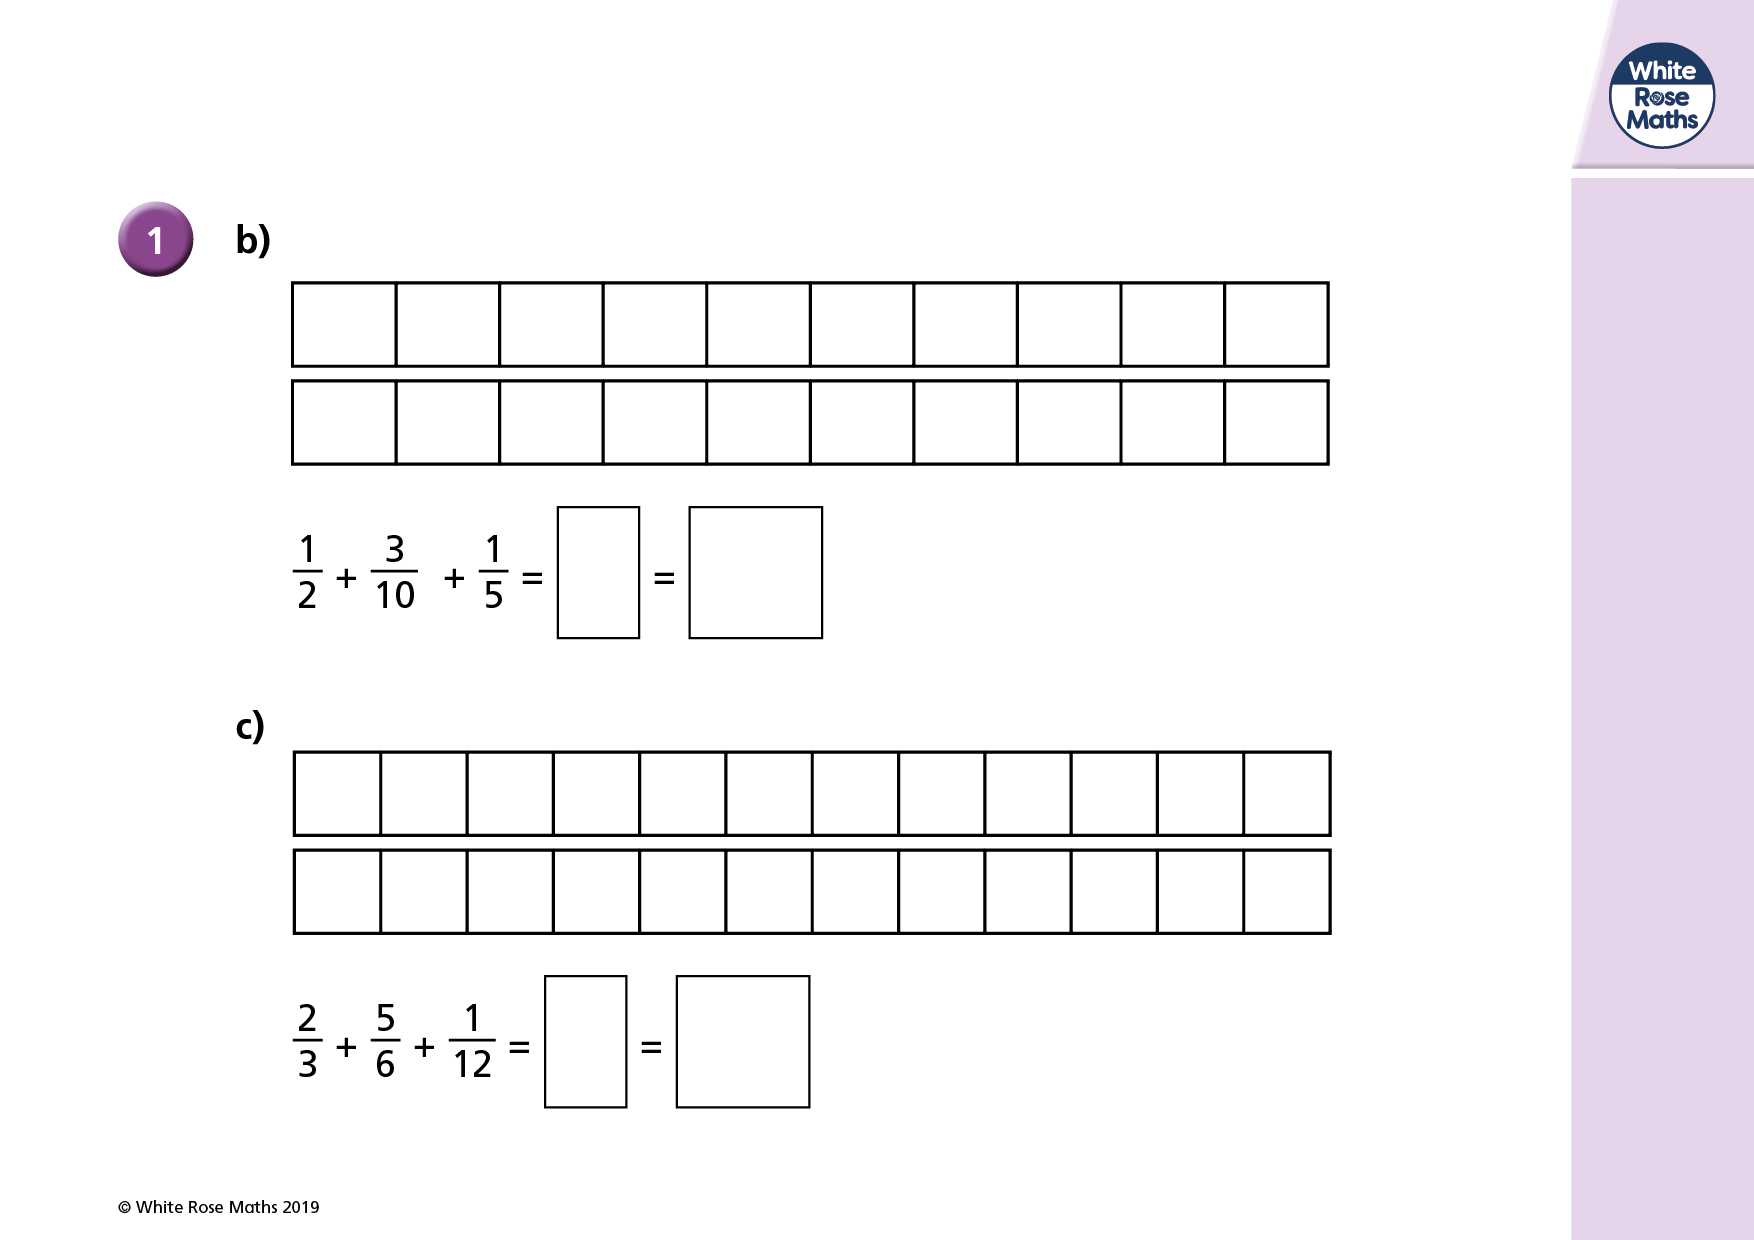 White
Rose
Maths
1 b)
1/2 + 3/10 + 1/5 = =
c)
2/3 + 5/6 + 1/12 = =
© White Rose Maths 2019